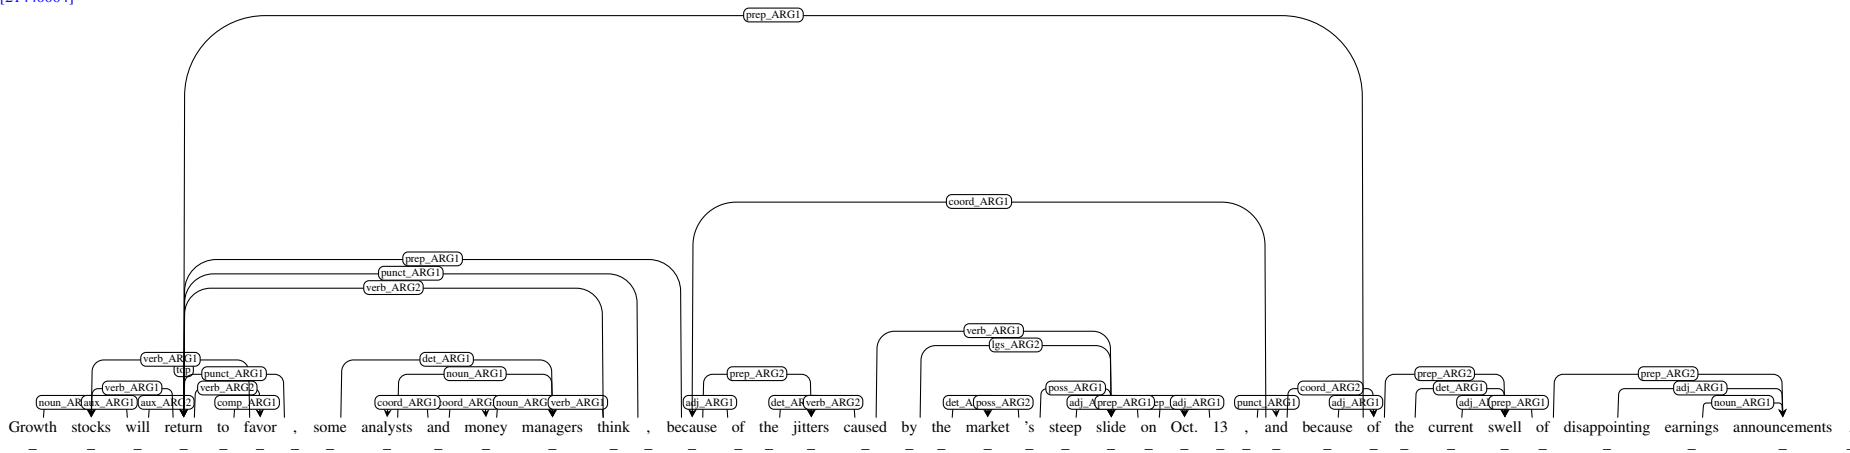 prep_ARG1
coord_ARG1
prep_ARG1
punct_ARG1
verb_ARG2
verb_ARG1
lgs_ARG2
verb_ARG1 det_ARG1
top punct_ARG1 noun_ARG1 prep_ARG2 prep_ARG2 prep_ARG2
verb_ARG1 verb_ARG2 poss_ARG1 coord_ARG2 det_ARG1 adj_ARG1
aux_ARG1 aux_ARG2 comp_ARG1 coord_ARG1 verb_ARG1 adj_ARG1 verb_ARG2 poss_ARG2 prep_ARG1 adj_ARG1 punct_ARG1 adj_ARG1 prep_ARG1 noun_ARG1
Growth stocks will return to favor , some analysts and money managers think , because of the jitters caused by the market 's steep slide on Oct. 13 , and because of the current swell of disappointing earnings announcements